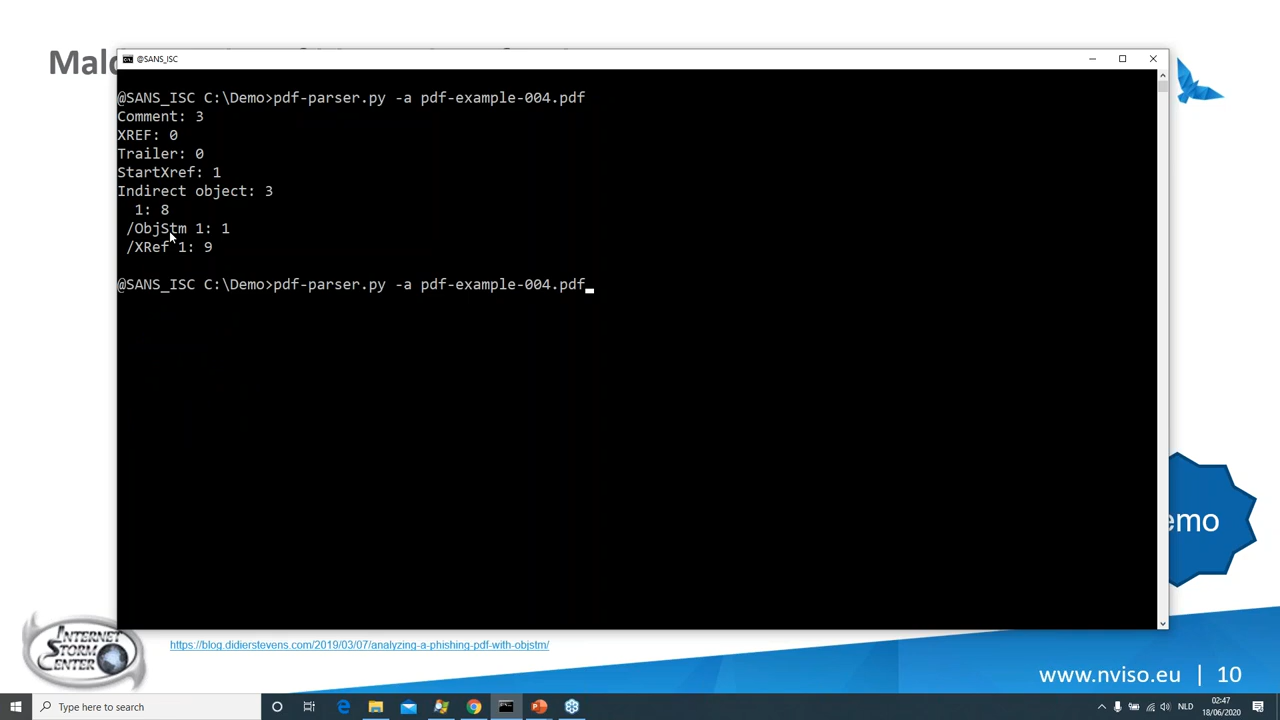 Mal
@SANS_ISC
@SANS_ISC C:\Demo>pdf-parser.py -a pdf-example-004.pdf
Comment: 3
XREF: 0
Trailer: 0
StartXref: 1
Indirect object: 3
1: 8
/ObjStm 1: 1
/XRef 1: 9
@SANS_ISC C:\Demo>pdf-parser.py -a pdf-example-004.pdf
emo
INTERNET
STORM
CENTER
https://blog.didierstevens.com/2019/03/07/analyzing-a-phishing-pdf-with-objstm/
www.nviso.eu | 10
Type here to search
NLD
02:47
18/06/2020